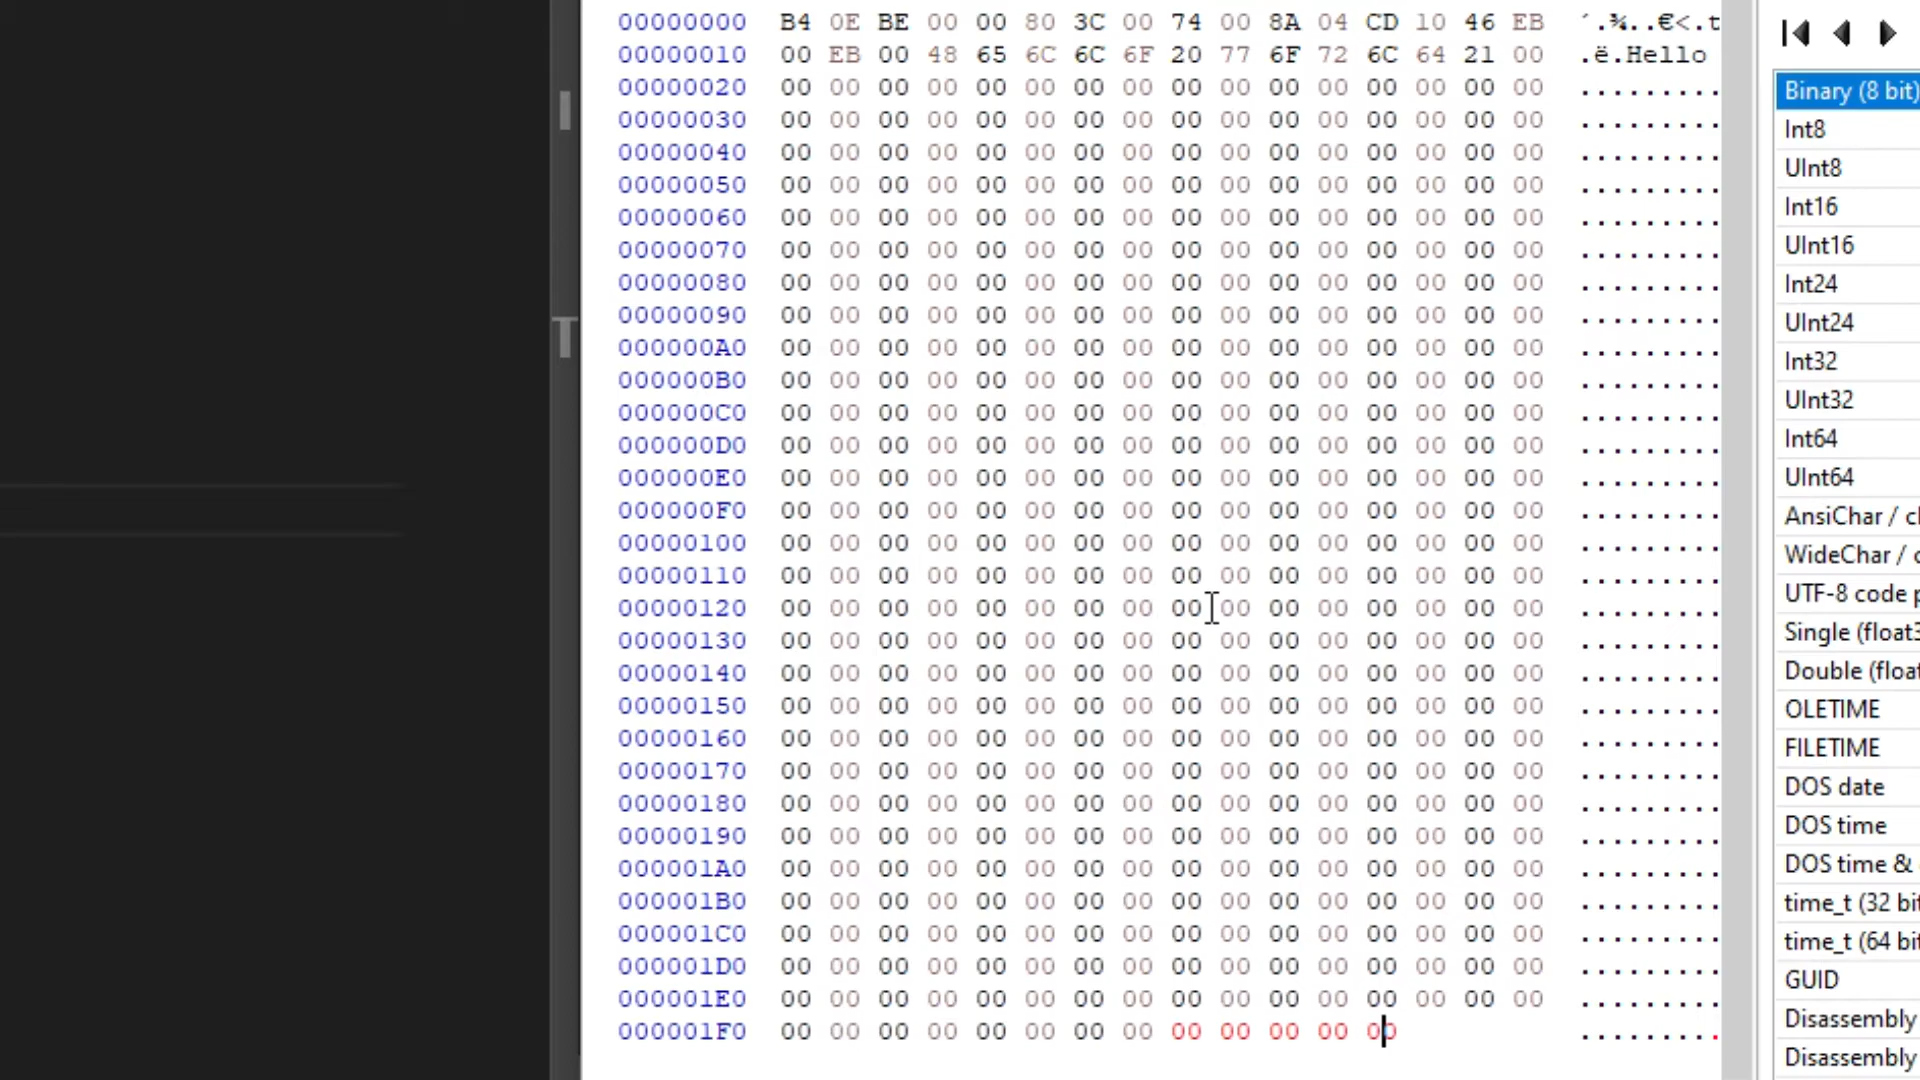 I
T
00000000 B4 0E BE 00 00 80 3C 00 74 00 8A 04 CD 10 46 EB ´.¾..€<.t
00000010 00 EB 00 48 65 6C 6C 6F 20 77 6F 72 6C 64 21 00 .ë.Hello
00000020 00 00 00 00 00 00 00 00 00 00 00 00 00 00 00 00 .........
00000030 00 00 00 00 00 00 00 00 00 00 00 00 00 00 00 00 .........
00000040 00 00 00 00 00 00 00 00 00 00 00 00 00 00 00 00 .........
00000050 00 00 00 00 00 00 00 00 00 00 00 00 00 00 00 00 .........
00000060 00 00 00 00 00 00 00 00 00 00 00 00 00 00 00 00 .........
00000070 00 00 00 00 00 00 00 00 00 00 00 00 00 00 00 00 .........
00000080 00 00 00 00 00 00 00 00 00 00 00 00 00 00 00 00 .........
00000090 00 00 00 00 00 00 00 00 00 00 00 00 00 00 00 00 .........
000000A0 00 00 00 00 00 00 00 00 00 00 00 00 00 00 00 00 .........
000000B0 00 00 00 00 00 00 00 00 00 00 00 00 00 00 00 00 .........
000000C0 00 00 00 00 00 00 00 00 00 00 00 00 00 00 00 00 .........
000000D0 00 00 00 00 00 00 00 00 00 00 00 00 00 00 00 00 .........
000000E0 00 00 00 00 00 00 00 00 00 00 00 00 00 00 00 00 .........
000000F0 00 00 00 00 00 00 00 00 00 00 00 00 00 00 00 00 .........
00000100 00 00 00 00 00 00 00 00 00 00 00 00 00 00 00 00 .........
00000110 00 00 00 00 00 00 00 00 00 00 00 00 00 00 00 00 .........
00000120 00 00 00 00 00 00 00 00 00 00 00 00 00 00 00 00 .........
00000130 00 00 00 00 00 00 00 00 00 00 00 00 00 00 00 00 .........
00000140 00 00 00 00 00 00 00 00 00 00 00 00 00 00 00 00 .........
00000150 00 00 00 00 00 00 00 00 00 00 00 00 00 00 00 00 .........
00000160 00 00 00 00 00 00 00 00 00 00 00 00 00 00 00 00 .........
00000170 00 00 00 00 00 00 00 00 00 00 00 00 00 00 00 00 .........
00000180 00 00 00 00 00 00 00 00 00 00 00 00 00 00 00 00 .........
00000190 00 00 00 00 00 00 00 00 00 00 00 00 00 00 00 00 .........
000001A0 00 00 00 00 00 00 00 00 00 00 00 00 00 00 00 00 .........
000001B0 00 00 00 00 00 00 00 00 00 00 00 00 00 00 00 00 .........
000001C0 00 00 00 00 00 00 00 00 00 00 00 00 00 00 00 00 .........
000001D0 00 00 00 00 00 00 00 00 00 00 00 00 00 00 00 00 .........
000001E0 00 00 00 00 00 00 00 00 00 00 00 00 00 00 00 00 .........
000001F0 00 00 00 00 00 00 00 00 00 00 00 00 00 .........
Binary (8 bit)
Int8
UInt8
Int16
UInt16
Int24
UInt24
Int32
UInt32
Int64
UInt64
AnsiChar / c
WideChar / c
UTF-8 code p
Single (float3
Double (float
OLETIME
FILETIME
DOS date
DOS time
DOS time &
time_t (32 bit
time_t (64 bit
GUID
Disassembly
Disassembly